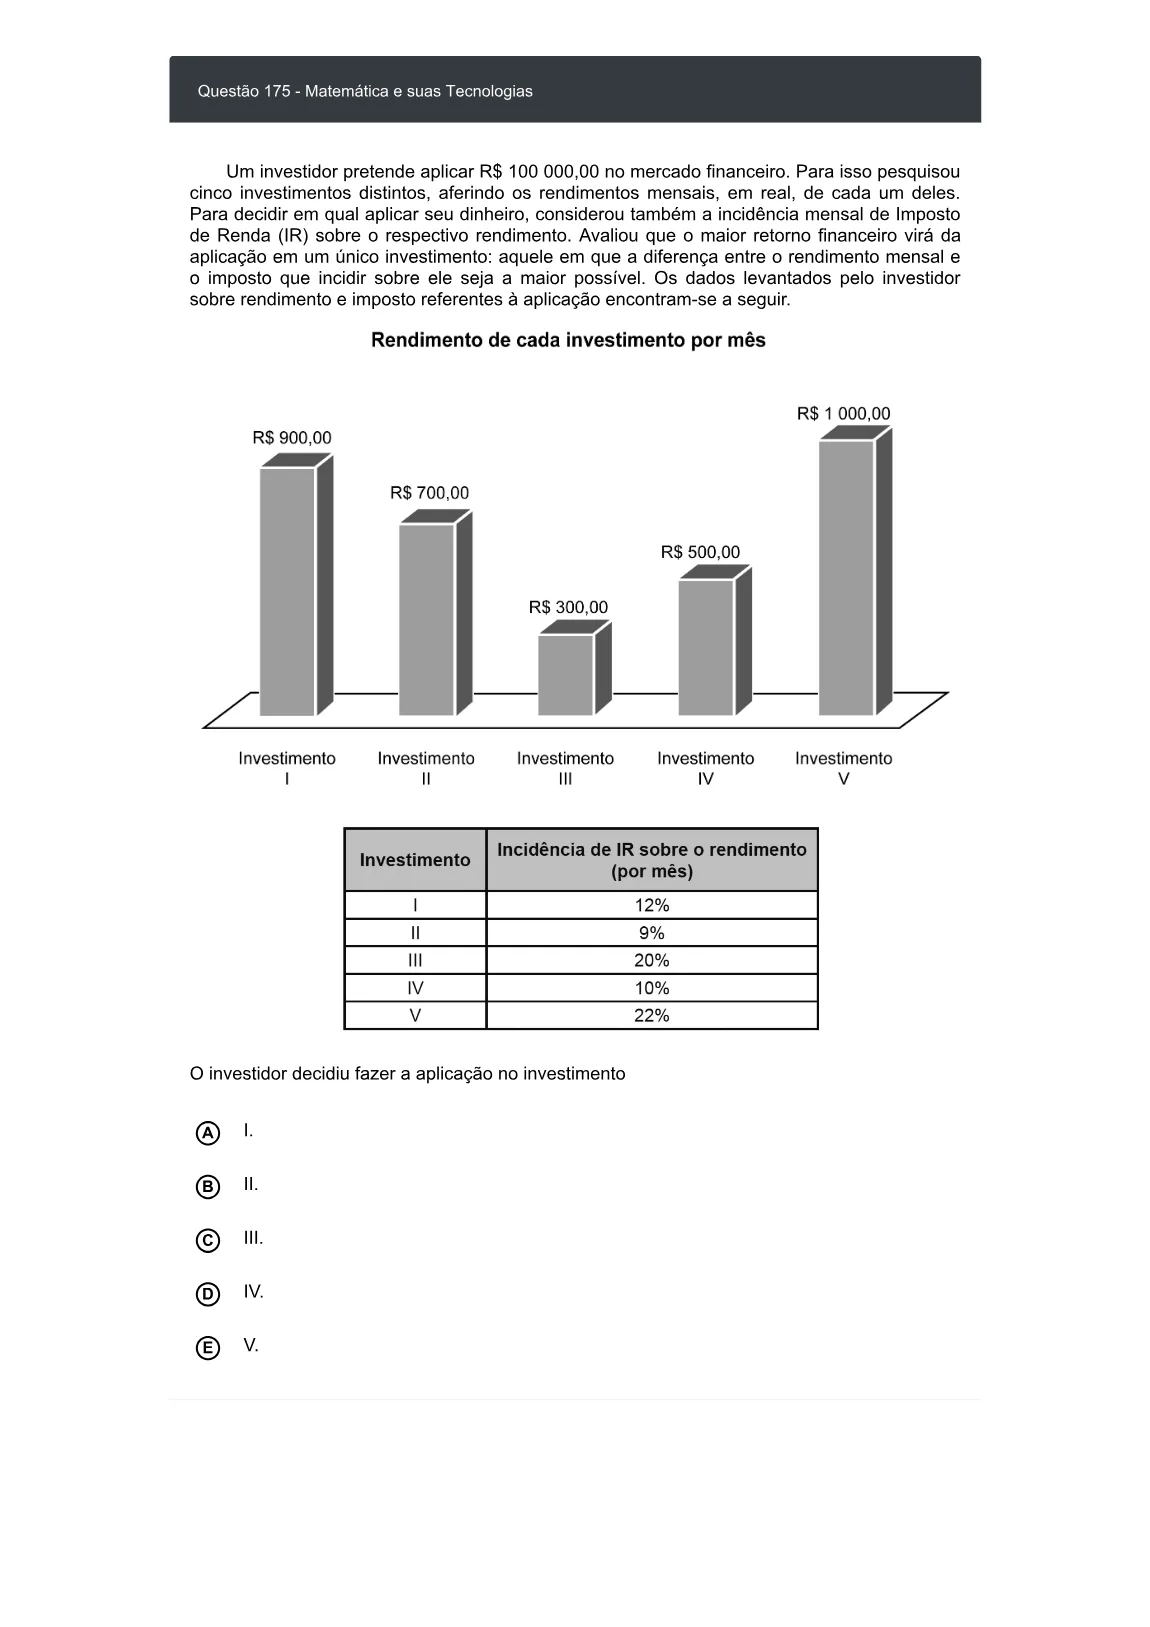 Questão 175 - Matemática e suas Tecnologias
Um investidor pretende aplicar R$ 100 000,00 no mercado financeiro. Para isso pesquisou
cinco investimentos distintos, aferindo os rendimentos mensais, em real, de cada um deles.
Para decidir em qual aplicar seu dinheiro, considerou também a incidência mensal de Imposto
de Renda (IR) sobre o respectivo rendimento. Avaliou que o maior retorno financeiro virá da
aplicação em um único investimento: aquele em que a diferença entre o rendimento mensal e
o imposto que incidir sobre ele seja a maior possível. Os dados levantados pelo investidor
sobre rendimento e imposto referentes à aplicação encontram-se a seguir.
Rendimento de cada investimento por mês
R$ 900,00
R$ 700,00
R$ 300,00
R$ 500,00
R$ 1 000,00
Investimento
I
Investimento
II
Investimento
III
Investimento
IV
Investimento
V
Investimento
Incidência de IR sobre o rendimento
(por mês)
I 12%
II 9%
III 20%
IV 10%
V 22%
O investidor decidiu fazer a aplicação no investimento
A I.
B II.
C III.
D IV.
E V.